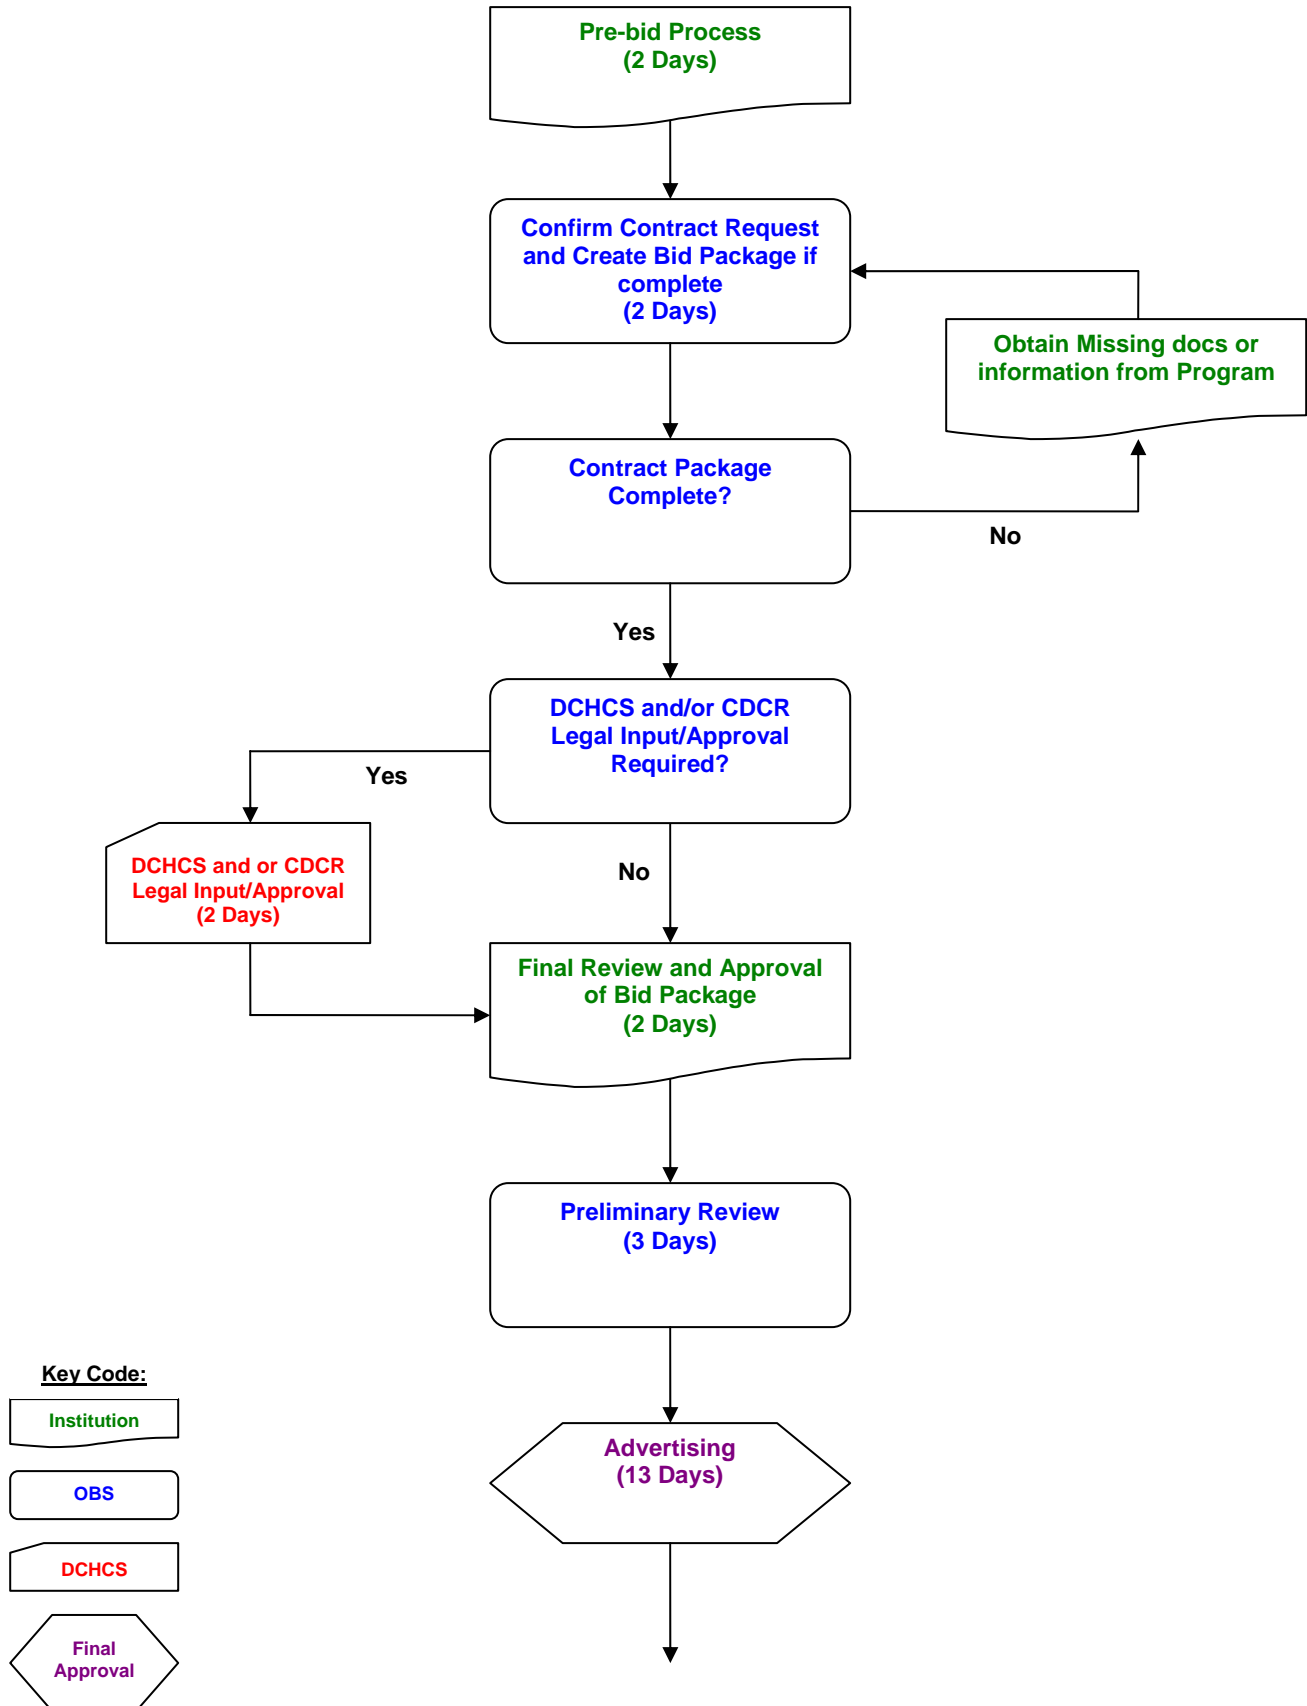 Pre-bid Process
(2 Days)
Confirm Contract Request
and Create Bid Package if
complete
(2 Days)
Obtain Missing docs or
information from Program
Contract Package
Complete?
No
Yes
DCHCS and/or CDCR
Legal Input/Approval
Required?
Yes
DCHCS and or CDCR
Legal Input/Approval
(2 Days)
No
Final Review and Approval
of Bid Package
(2 Days)
Preliminary Review
(3 Days)
Advertising
(13 Days)
Key Code:
Institution
OBS
DCHCS
Final
Approval